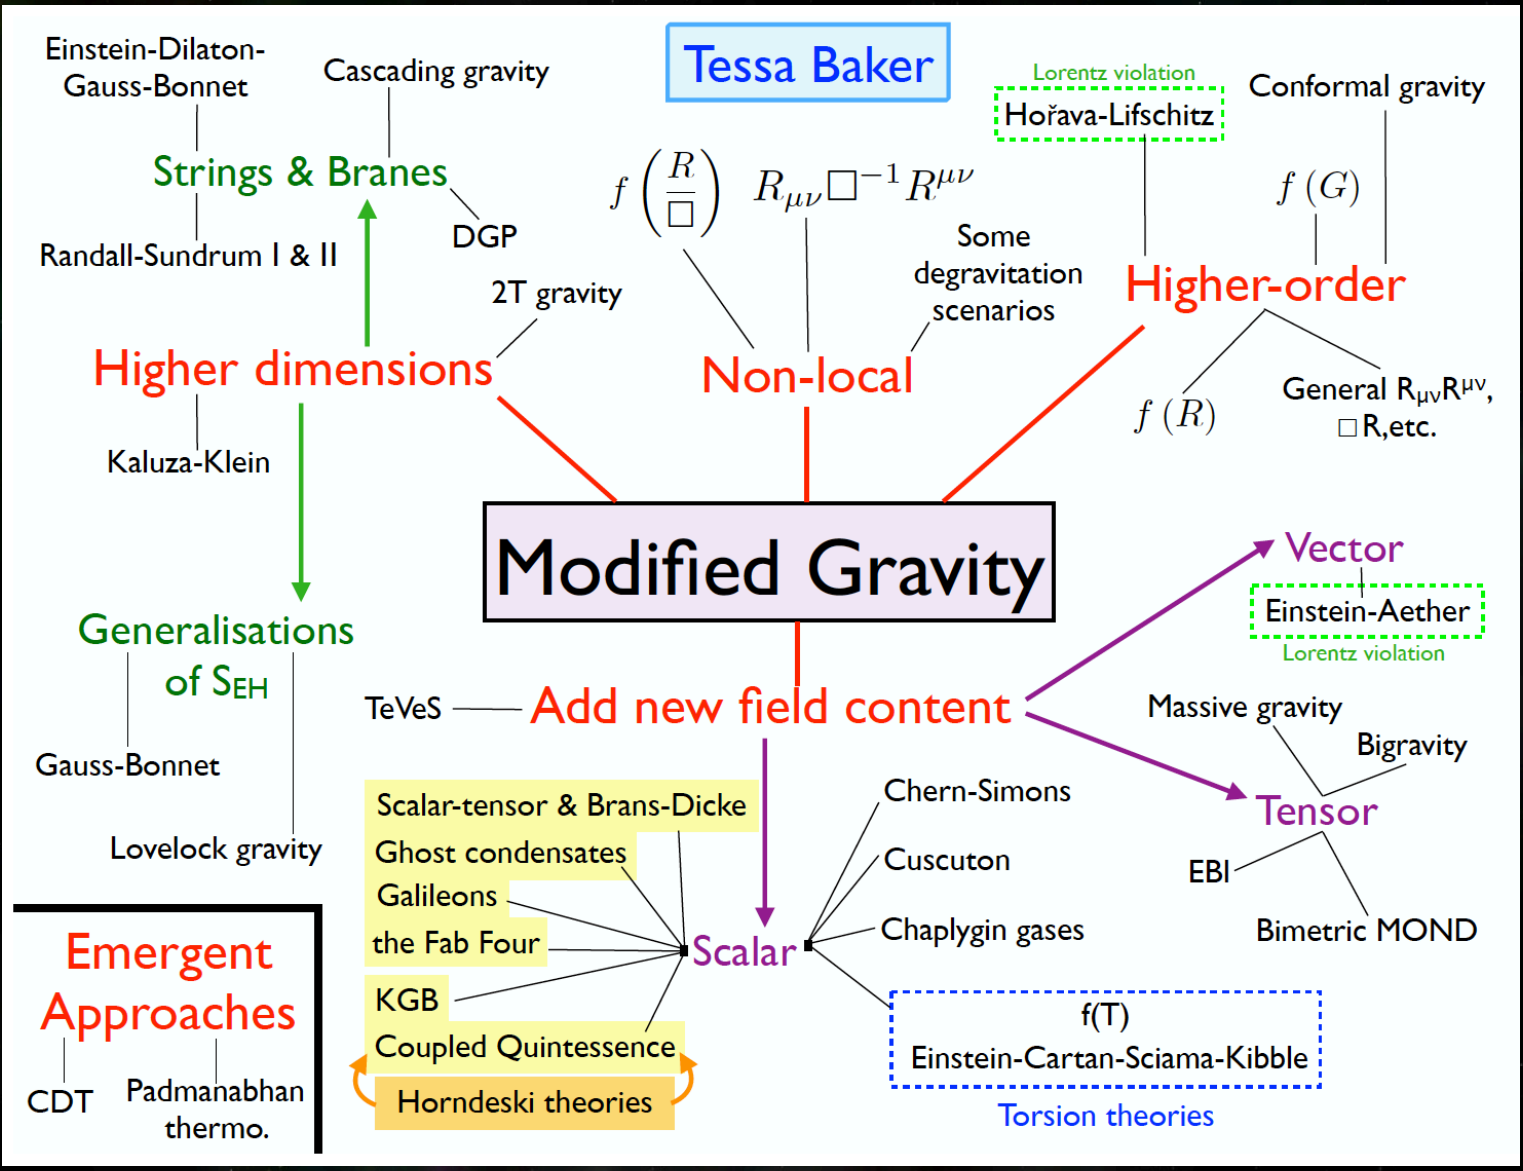 Tessa Baker
Einstein-Dilaton-
Gauss-Bonnet
Cascading gravity
Strings & Branes
Randall-Sundrum I & II
DGP
2T gravity
Higher dimensions
Kaluza-Klein
Generalisations
of S_EH
Gauss-Bonnet
Lovelock gravity
f (R/□)
R_μν □⁻¹ R^μν
Some
degravitation
scenarios
Non-local
Lorentz violation
Hořava-Lifschitz
Conformal gravity
f (G)
Higher-order
f (R)
General R_μνR^μν,
□ R,etc.
Modified Gravity
Vector
Einstein-Aether
Lorentz violation
TeVeS
Add new field content
Massive gravity
Bigravity
Tensor
EBI
Bimetric MOND
Scalar-tensor & Brans-Dicke
Ghost condensates
Galileons
the Fab Four
KGB
Coupled Quintessence
Horndeski theories
Scalar
Chern-Simons
Cuscuton
Chaplygin gases
f(T)
Einstein-Cartan-Sciama-Kibble
Torsion theories
Emergent
Approaches
CDT
Padmanabhan
thermo.